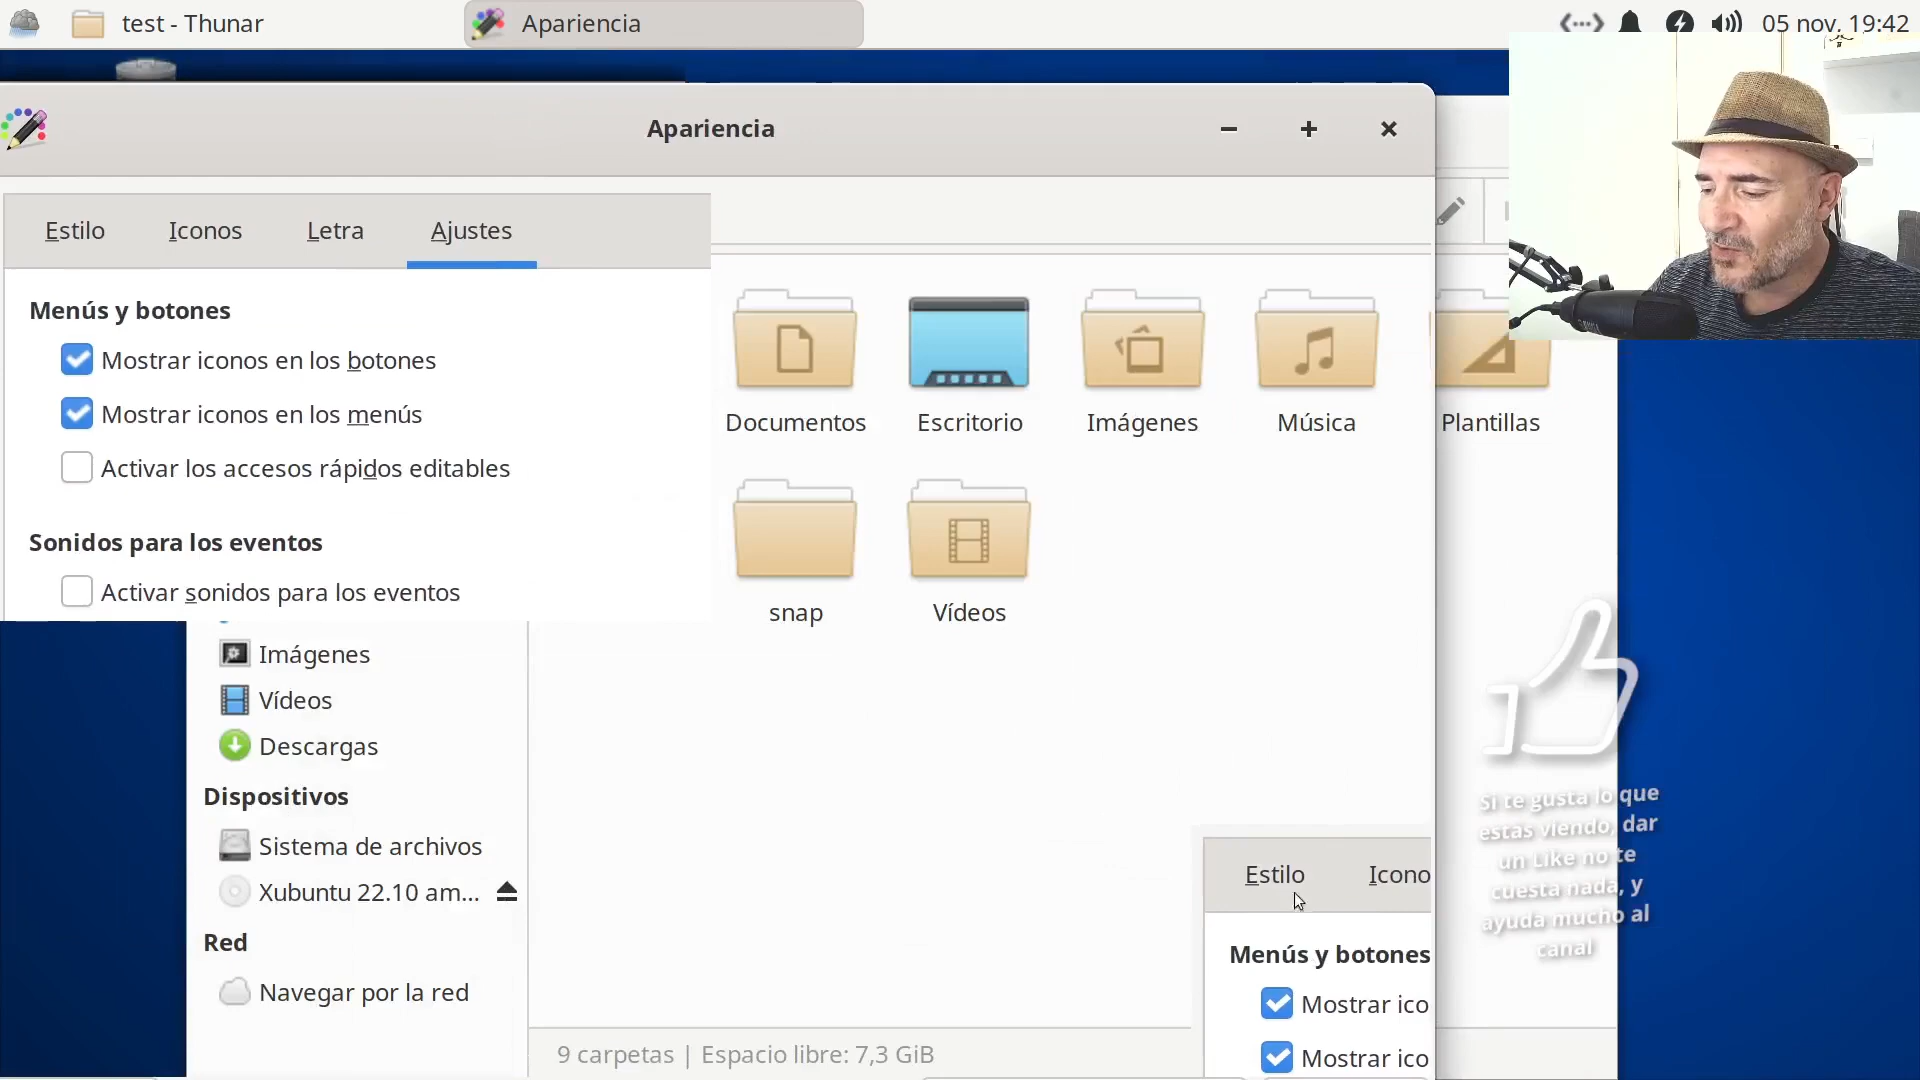 test - Thunar
Apariencia
05 nov, 19:42
Apariencia
Estilo
Iconos
Letra
Ajustes
Menús y botones
Mostrar iconos en los botones
Mostrar iconos en los menús
Activar los accesos rápidos editables
Sonidos para los eventos
Activar sonidos para los eventos
Documentos
Escritorio
Imágenes
Música
Plantillas
snap
Vídeos
Imágenes
Vídeos
Descargas
Dispositivos
Sistema de archivos
Xubuntu 22.10 am...
Red
Navegar por la red
9 carpetas | Espacio libre: 7,3 GiB
Estilo
Icono
Menús y botones
Mostrar ico
Mostrar ico
Si te gusta lo que
estás viendo, dar
un Like no te
cuesta nada, y
ayuda mucho al
canal